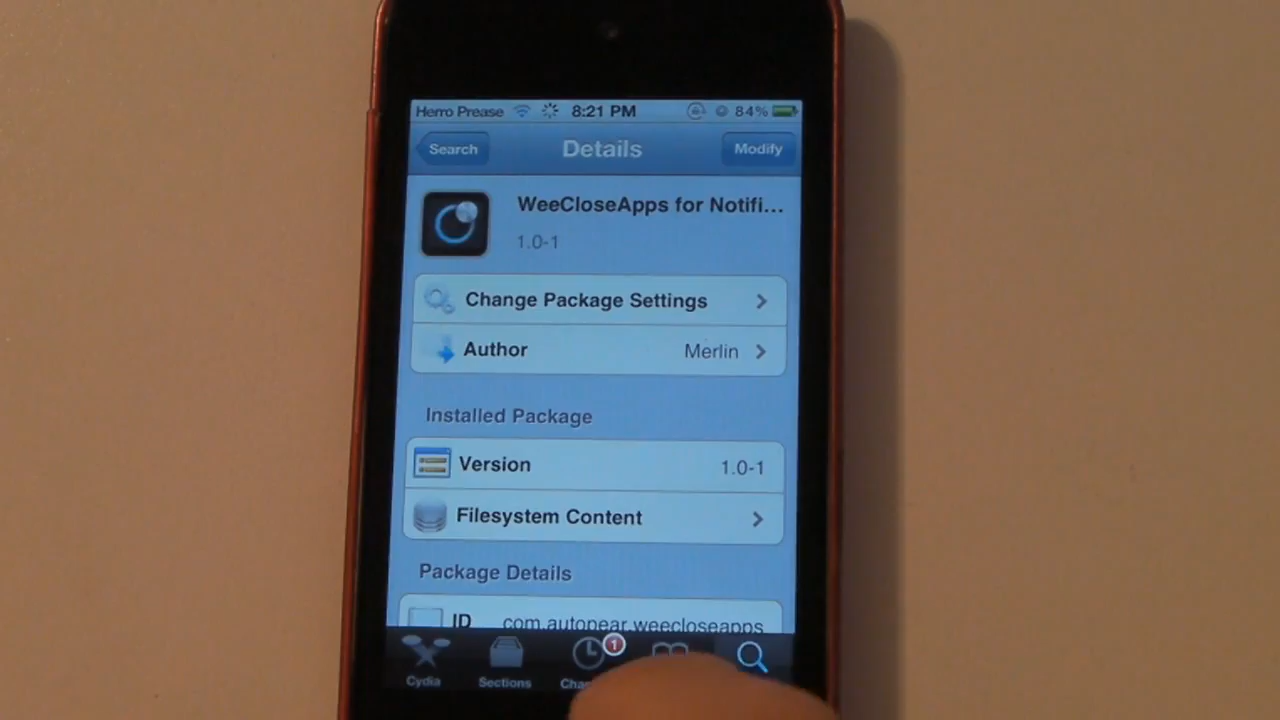 Herro Prease 8:21 PM 84%
Search Details Modify
WeeCloseApps for Notifi...
1.0-1
Change Package Settings
Author Merlin
Installed Package
Version 1.0-1
Filesystem Content
Package Details
ID com.autopear.weecloseapps
1
Cydia Sections